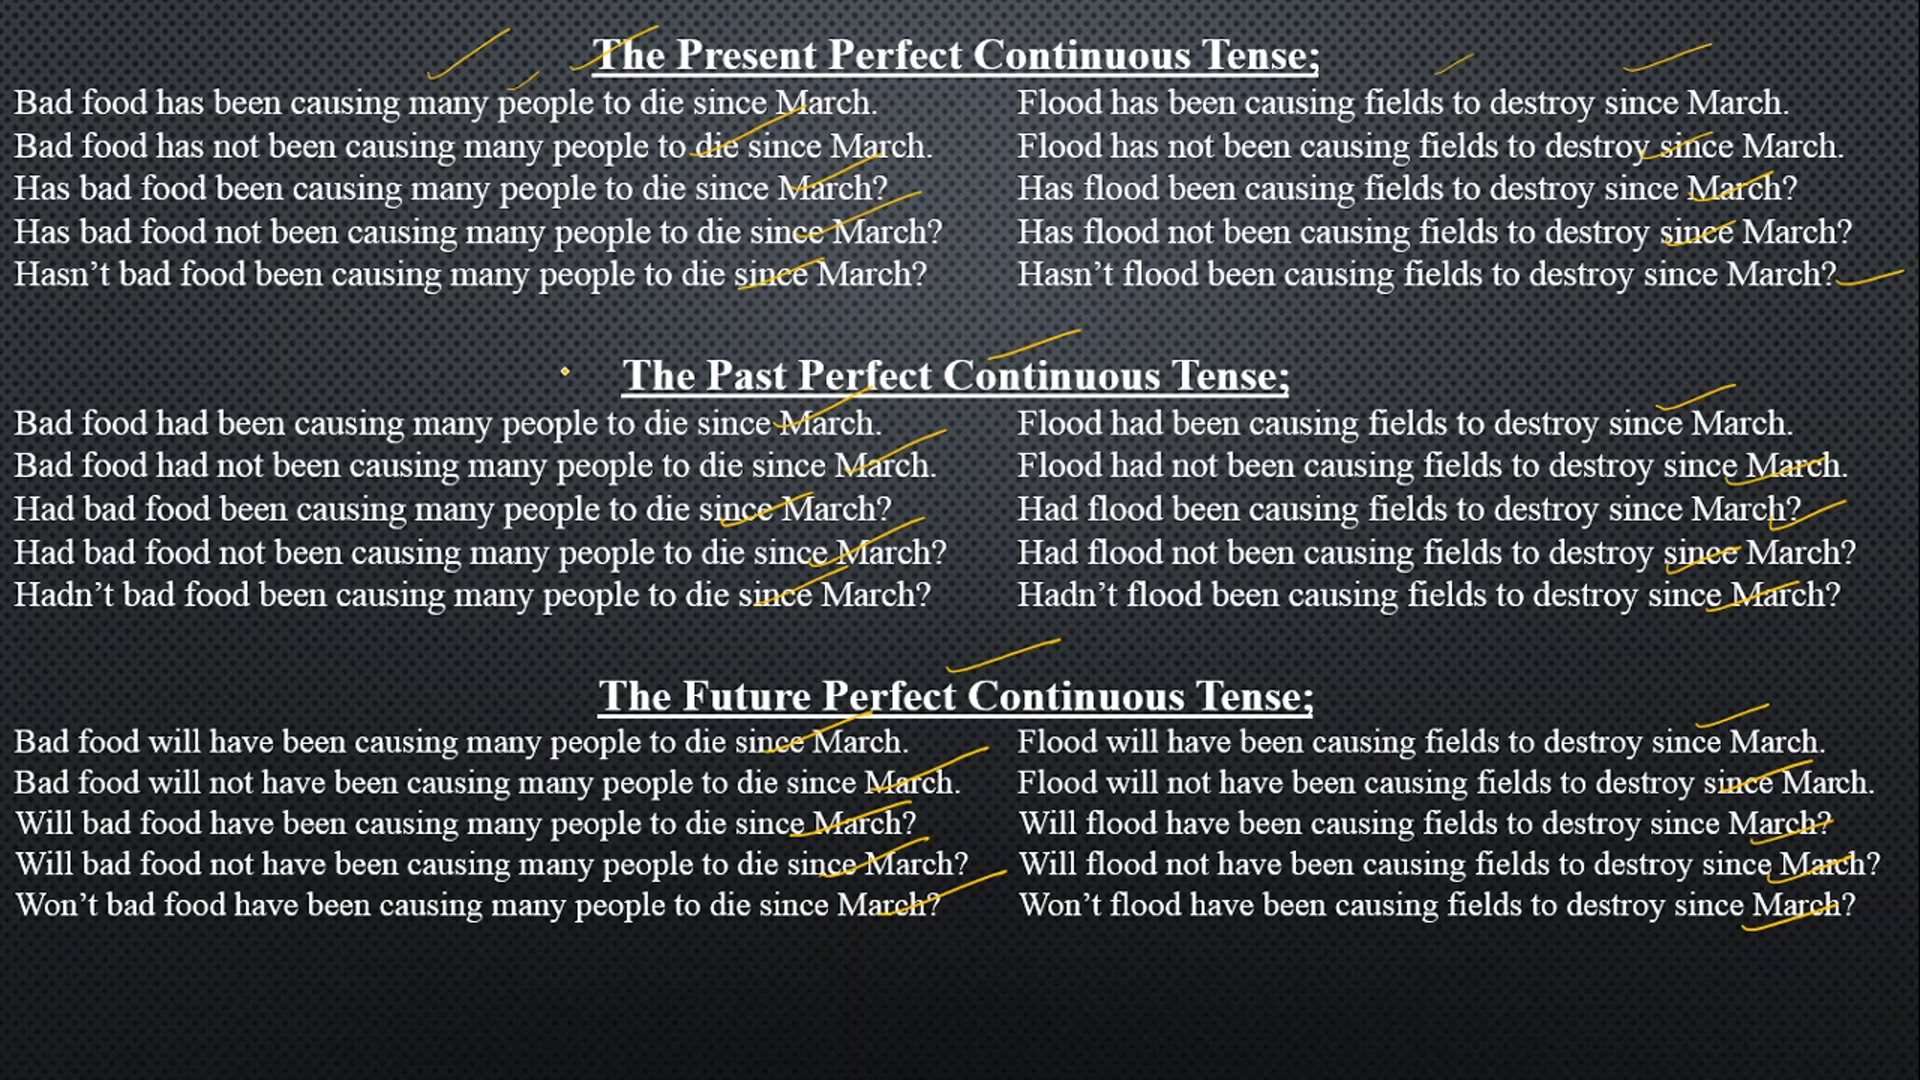 The Present Perfect Continuous Tense;
Bad food has been causing many people to die since March.
Bad food has not been causing many people to die since March.
Has bad food been causing many people to die since March?
Has bad food not been causing many people to die since March?
Hasn’t bad food been causing many people to die since March?
Flood has been causing fields to destroy since March.
Flood has not been causing fields to destroy since March.
Has flood been causing fields to destroy since March?
Has flood not been causing fields to destroy since March?
Hasn’t flood been causing fields to destroy since March?
The Past Perfect Continuous Tense;
Bad food had been causing many people to die since March.
Bad food had not been causing many people to die since March.
Had bad food been causing many people to die since March?
Had bad food not been causing many people to die since March?
Hadn’t bad food been causing many people to die since March?
Flood had been causing fields to destroy since March.
Flood had not been causing fields to destroy since March.
Had flood been causing fields to destroy since March?
Had flood not been causing fields to destroy since March?
Hadn’t flood been causing fields to destroy since March?
The Future Perfect Continuous Tense;
Bad food will have been causing many people to die since March.
Bad food will not have been causing many people to die since March.
Will bad food have been causing many people to die since March?
Will bad food not have been causing many people to die since March?
Won’t bad food have been causing many people to die since March?
Flood will have been causing fields to destroy since March.
Flood will not have been causing fields to destroy since March.
Will flood have been causing fields to destroy since March?
Will flood not have been causing fields to destroy since March?
Won’t flood have been causing fields to destroy since March?